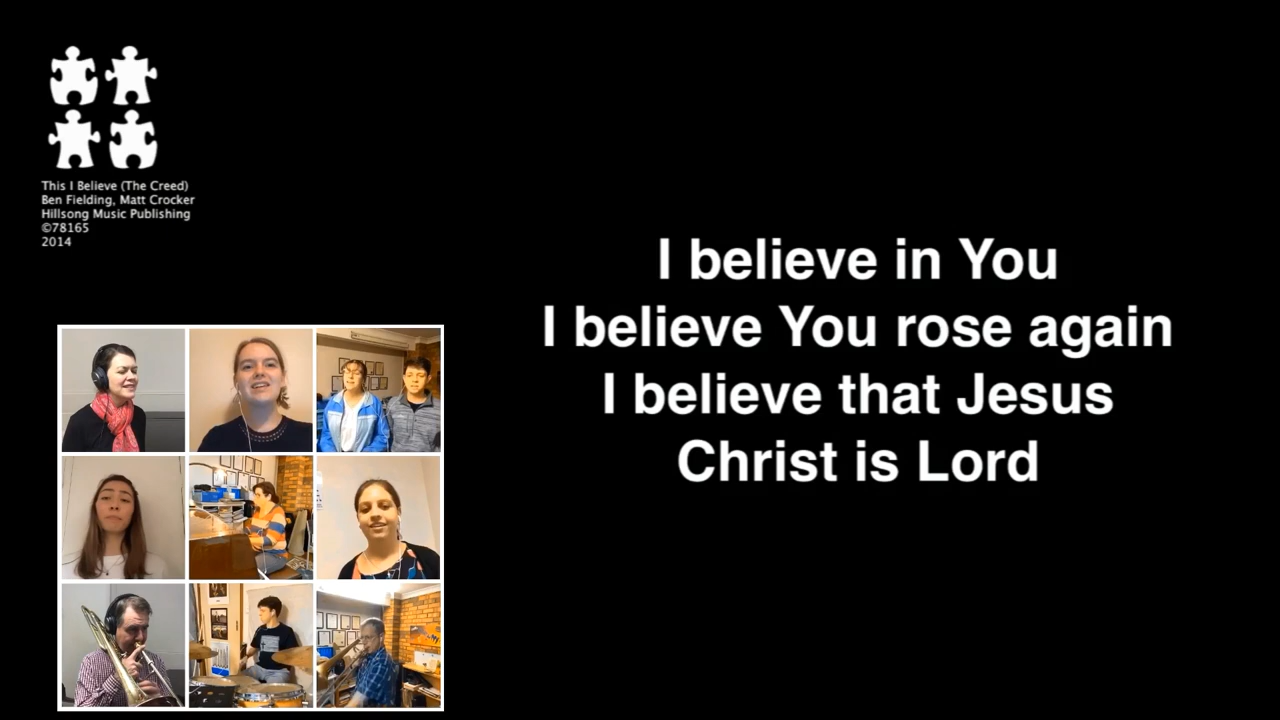 This I Believe (The Creed)
Ben Fielding, Matt Crocker
Hillsong Music Publishing
©78165
2014
I believe in You
I believe You rose again
I believe that Jesus
Christ is Lord